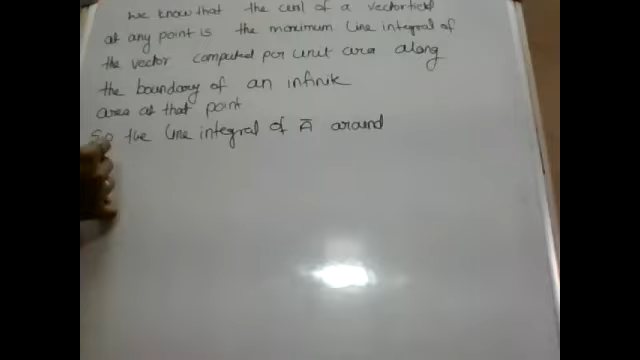 we know that the curl of a vector field
at any point is the maximum line integral of
the vector computed per unit area along
the boundary of an infinite
area at that point
So the line integral of A̅ around